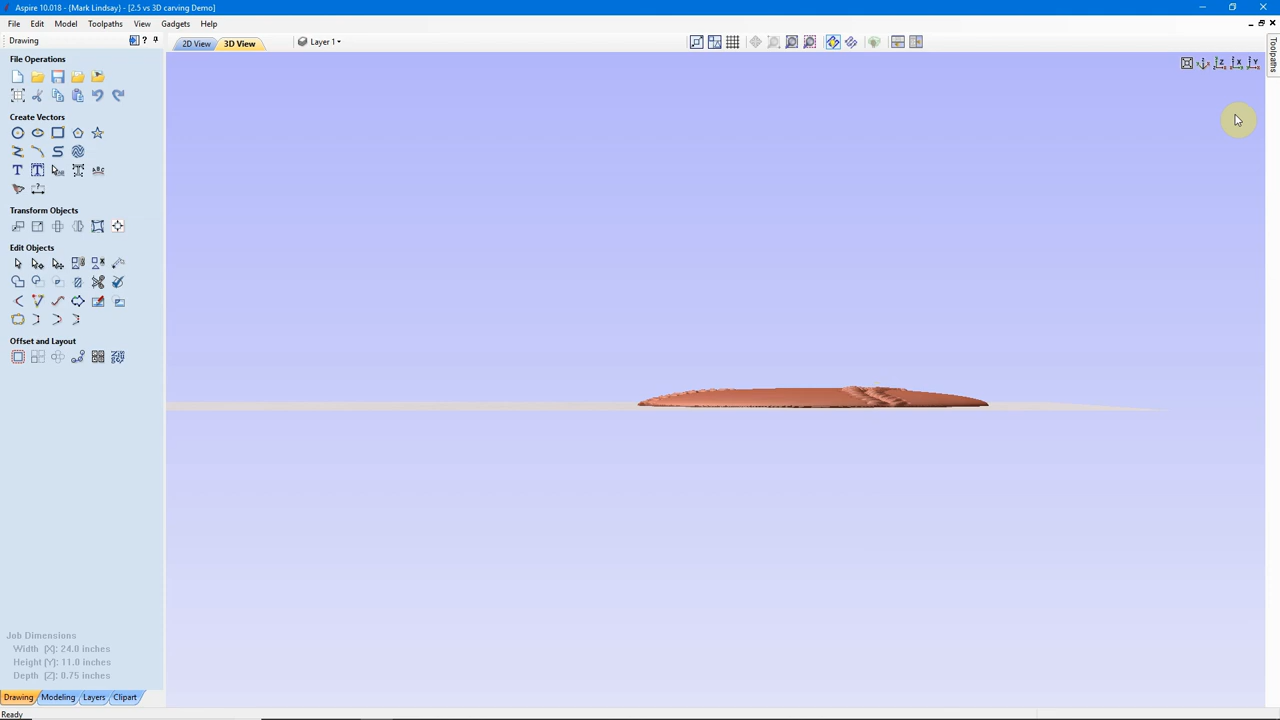 Aspire 10.018 - {Mark Lindsay} - [2.5 vs 3D carving Demo]
File Edit Model Toolpaths View Gadgets Help
Drawing
2D View 3D View Layer 1
File Operations
Create Vectors
Transform Objects
Edit Objects
Offset and Layout
Job Dimensions
Width (X): 24.0 inches
Height (Y): 11.0 inches
Depth (Z): 0.75 inches
Drawing Modeling Layers Clipart
Ready
Toolpaths